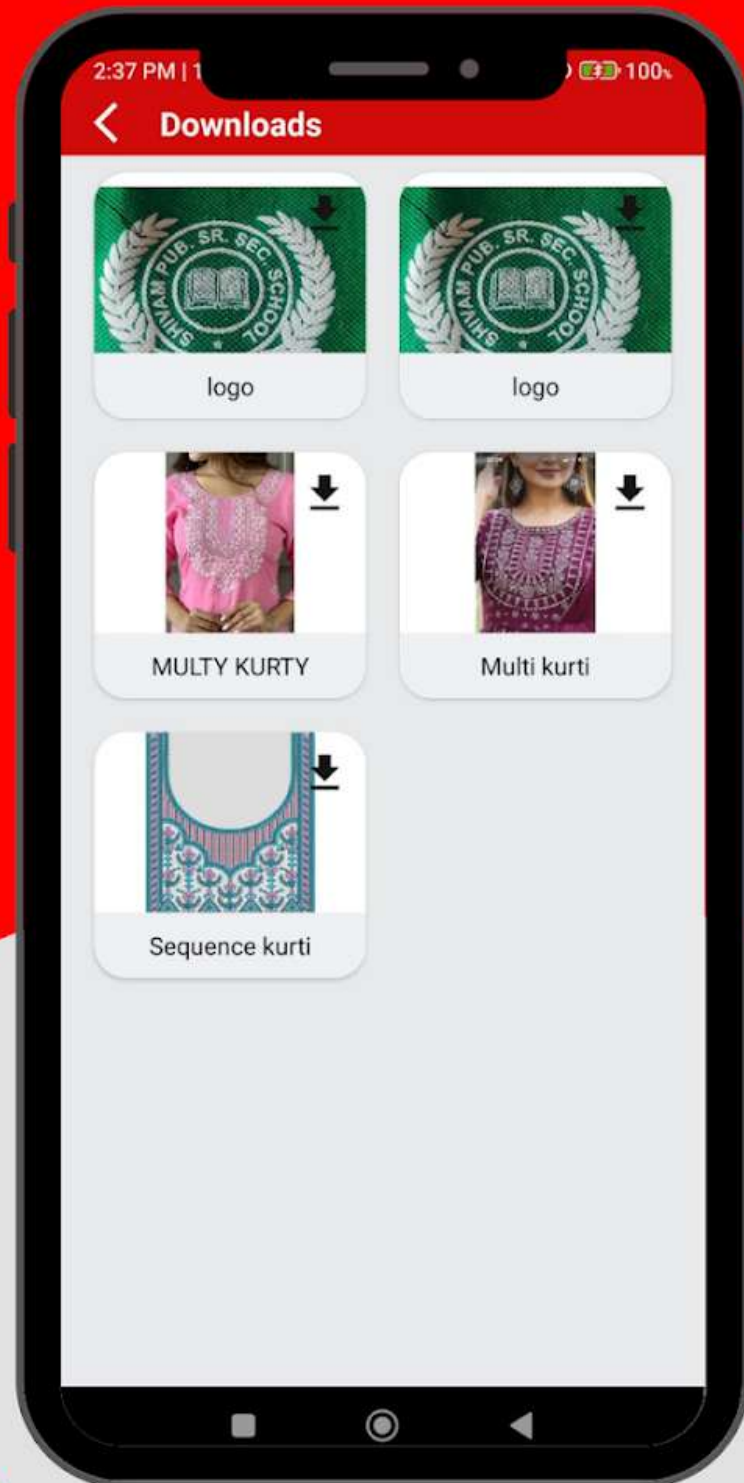 2:37 PM | 1
100%
Downloads
SHIVAM PUB. SR. SEC. SCHOOL
SHIVAM PUB. SR. SEC. SCHOOL
logo
logo
MULTY KURTY
Multi kurti
Sequence kurti